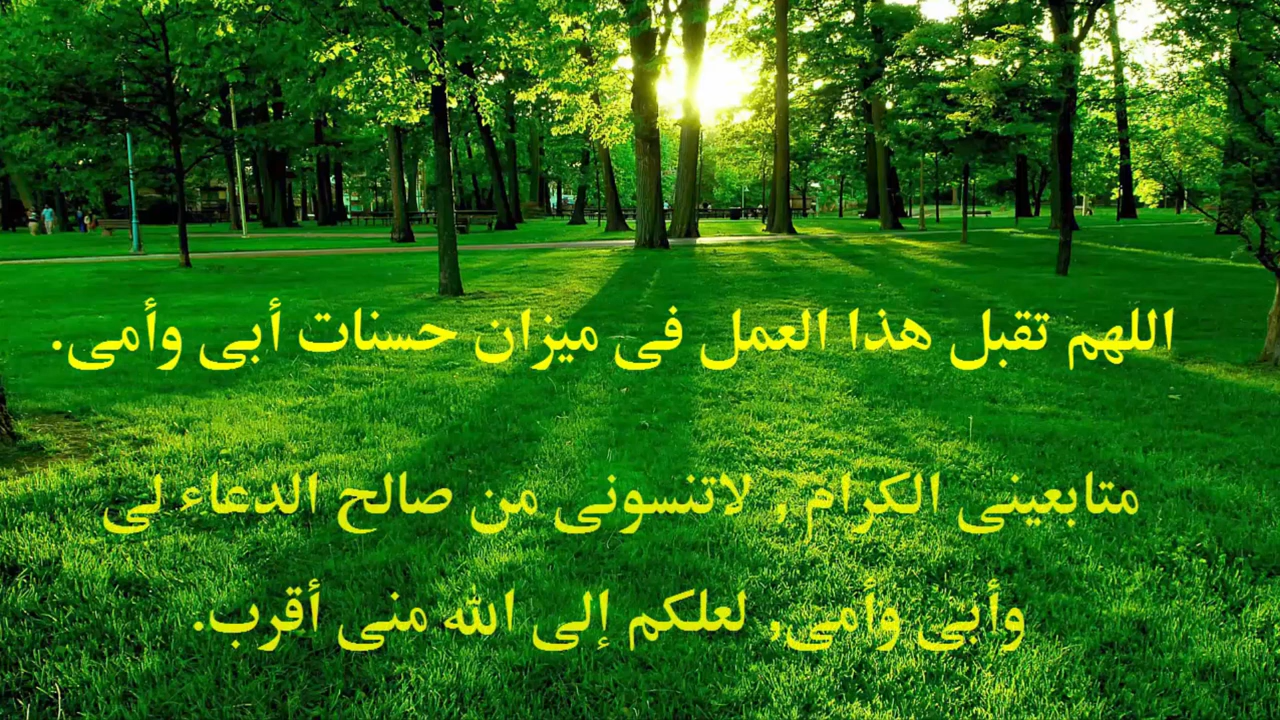 اللهم تقبل هذا العمل فى ميزان حسنات أبى وأمى.
متابعينى الكرام, لاتنسونى من صالح الدعاء لى
وأبى وأمى, لعلكم إلى الله منى أقرب.